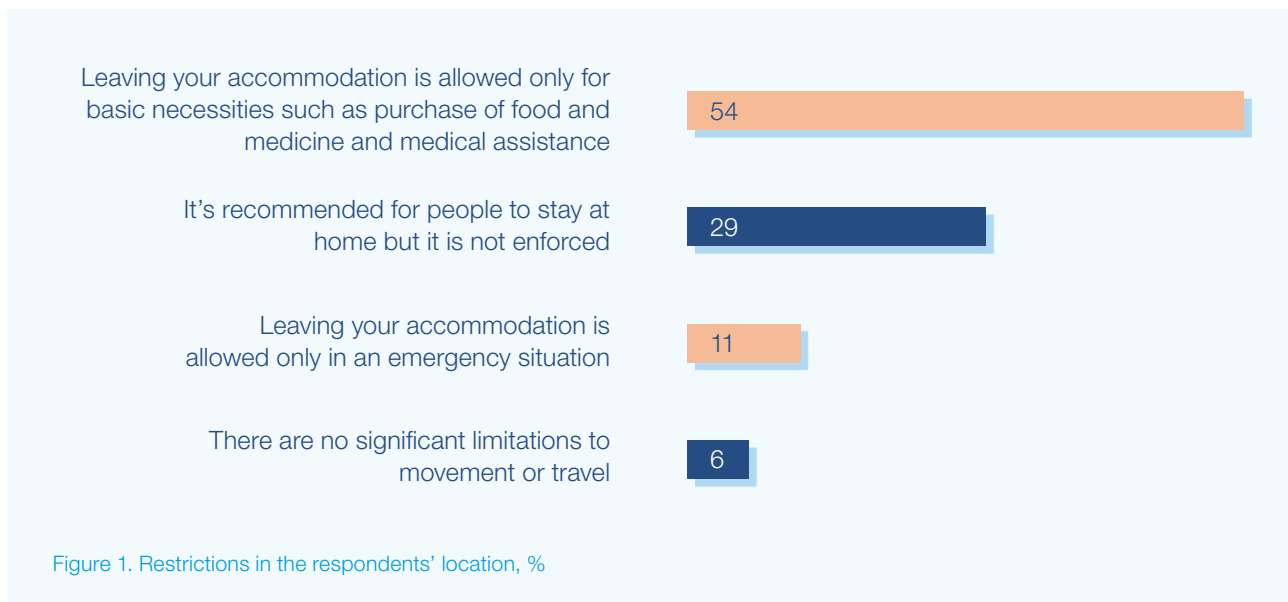 Leaving your accommodation is allowed only for
basic necessities such as purchase of food and
medicine and medical assistance
54
It's recommended for people to stay at
home but it is not enforced
29
Leaving your accommodation is
allowed only in an emergency situation
11
There are no significant limitations to
movement or travel
6
Figure 1. Restrictions in the respondents' location, %